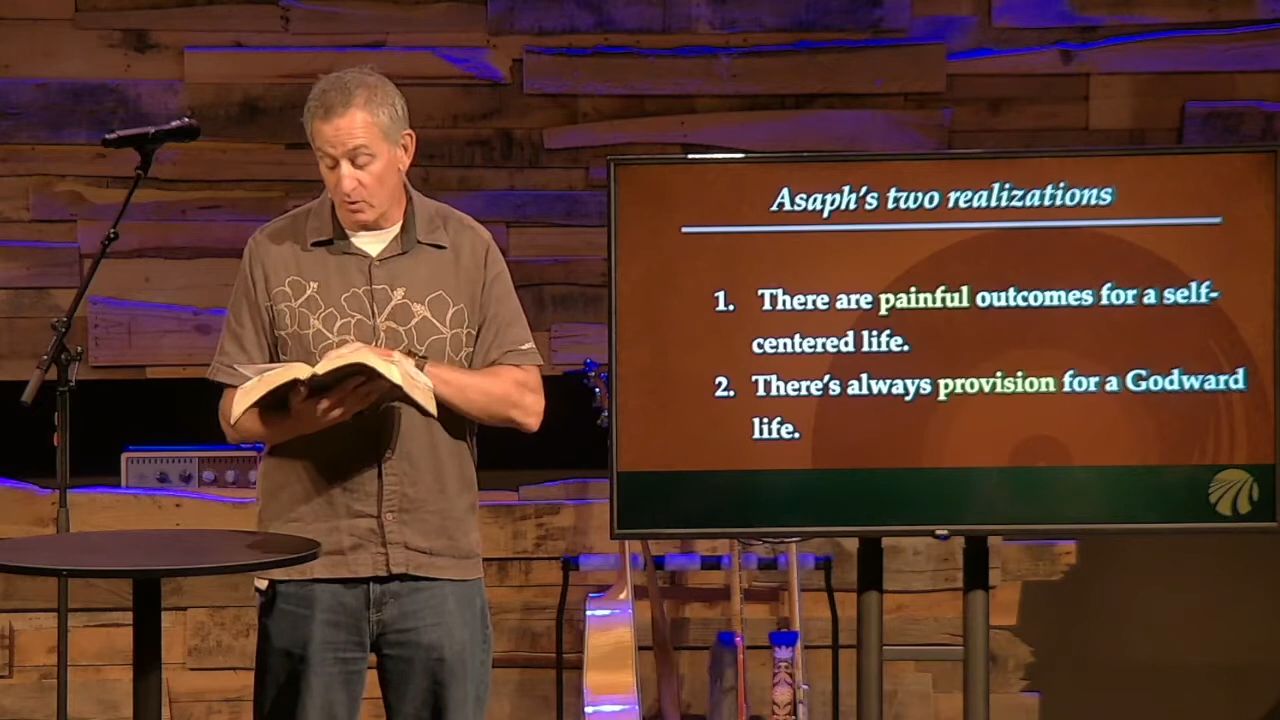 Asaph's two realizations
1. There are painful outcomes for a self-
centered life.
2. There's always provision for a Godward
life.